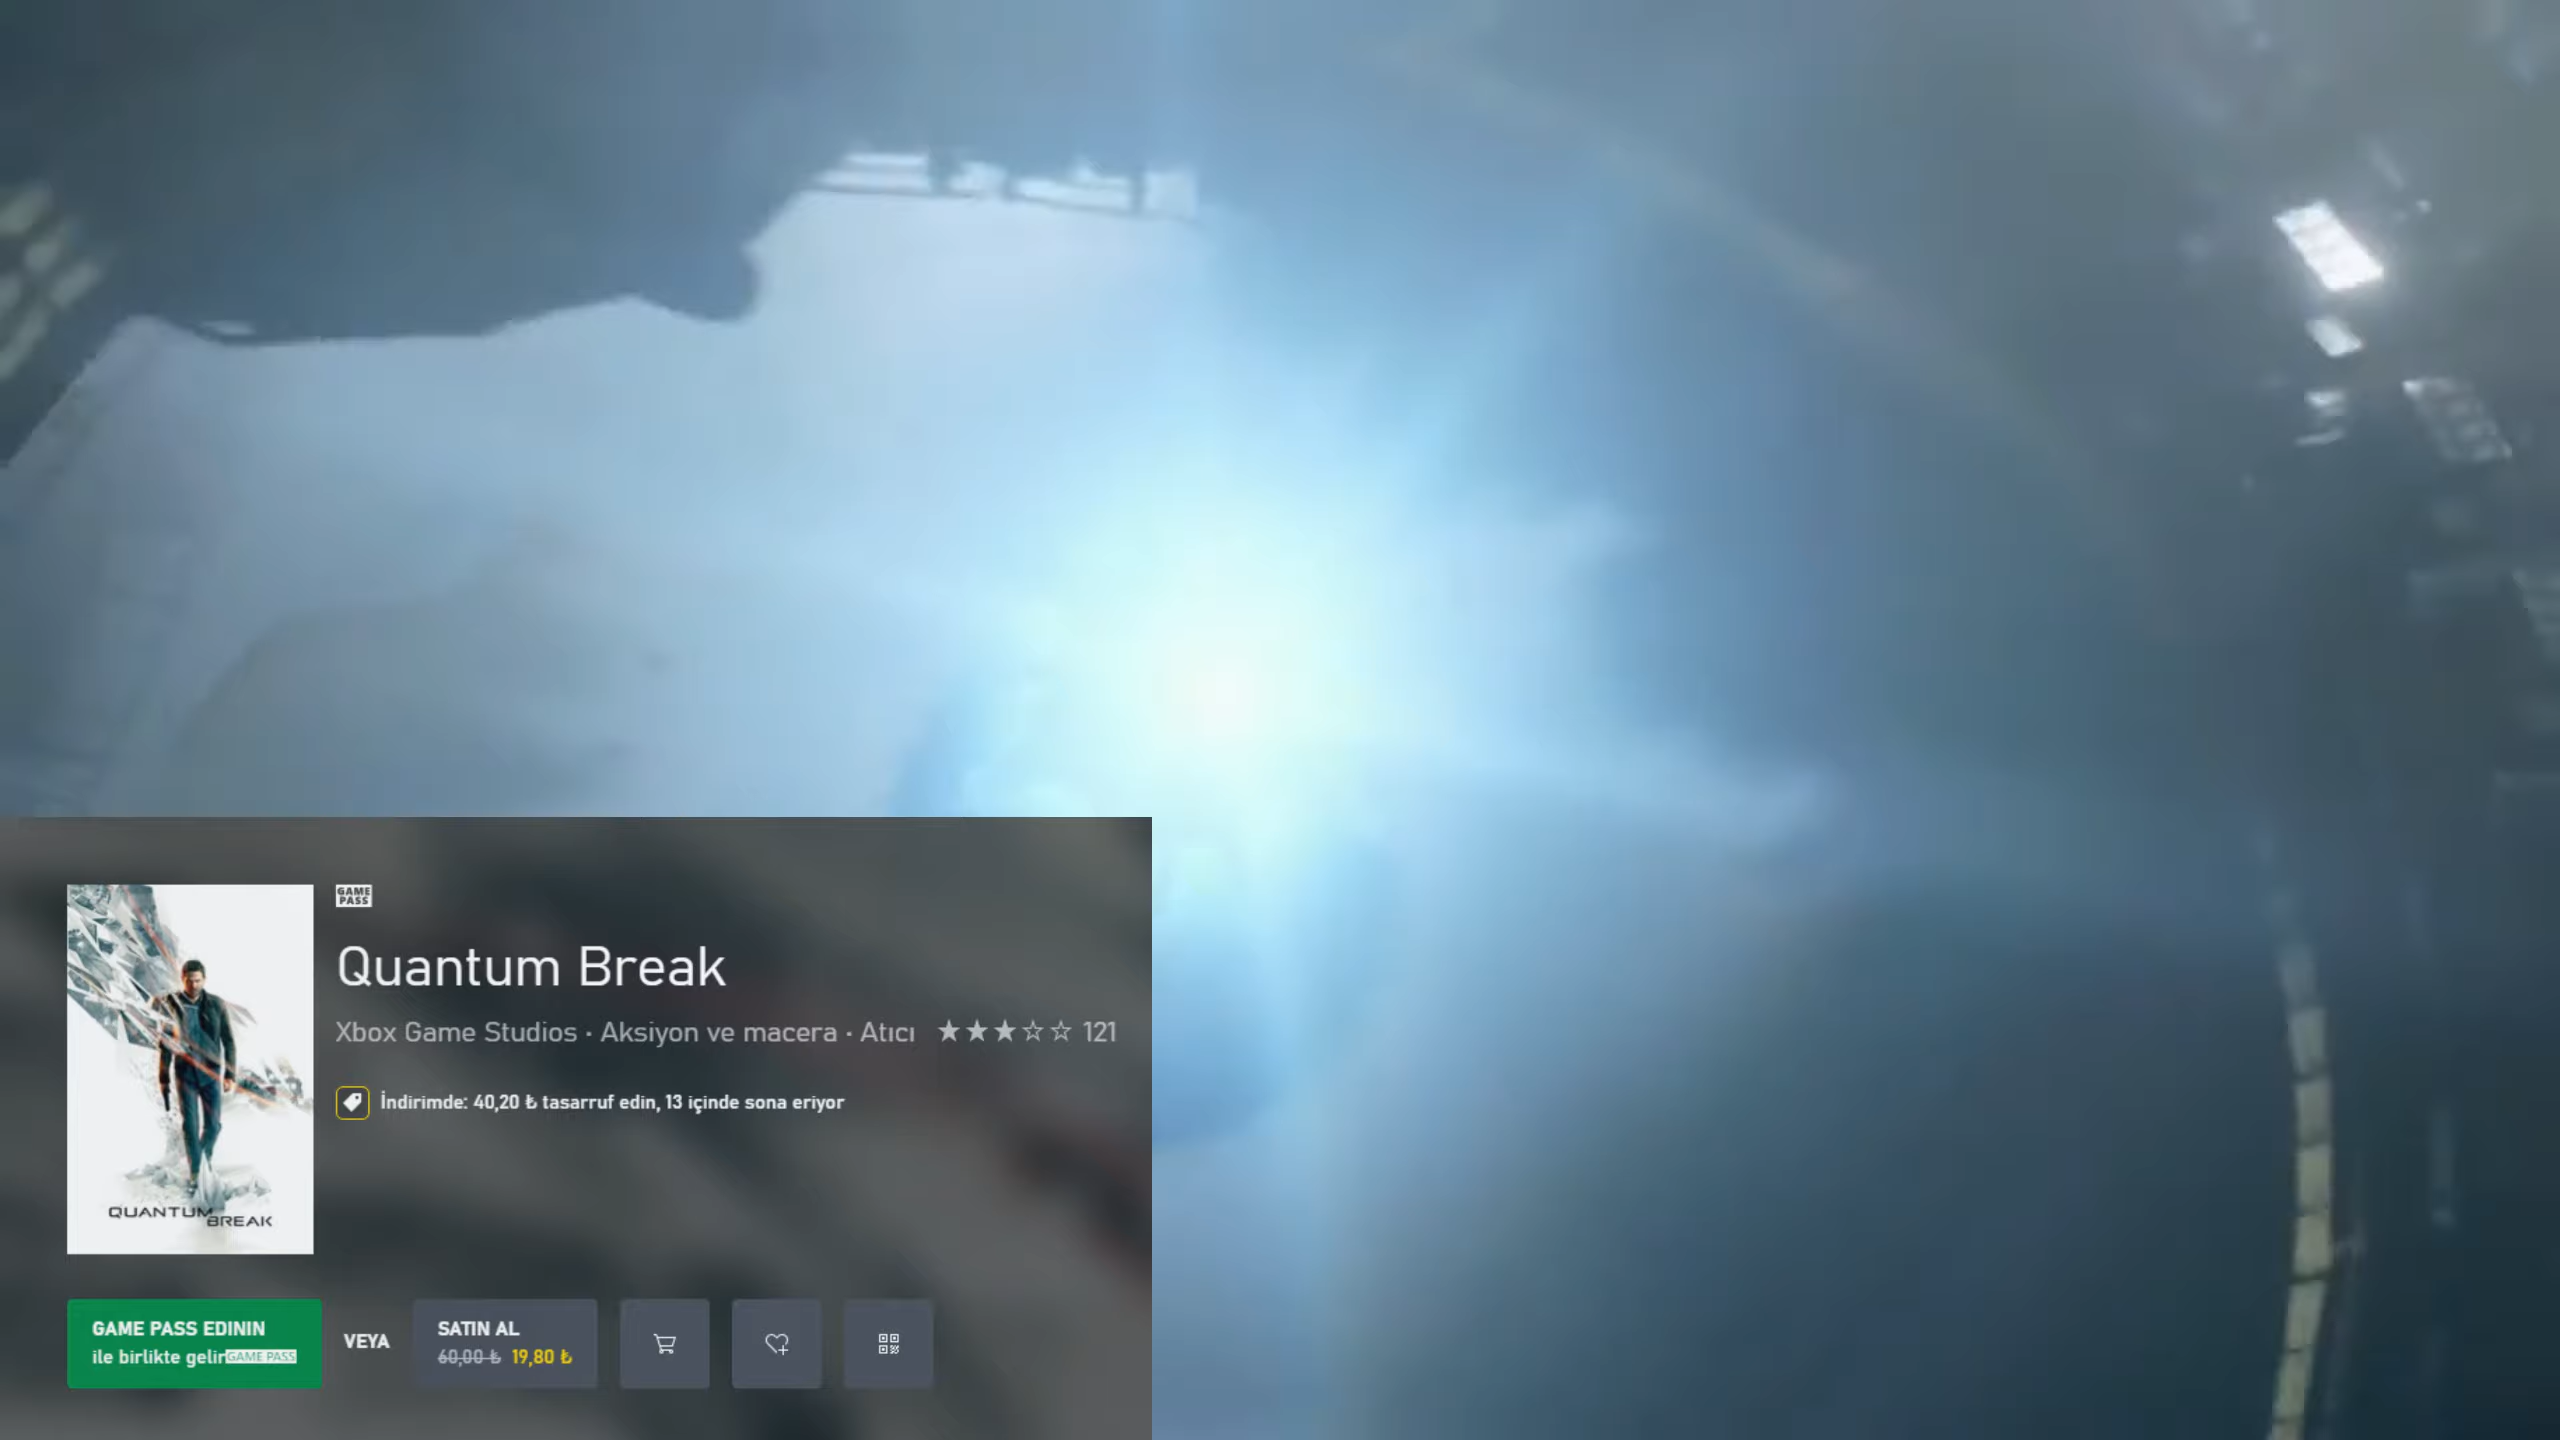 GAME
PASS
Quantum Break
Xbox Game Studios · Aksiyon ve macera · Atıcı ★★★☆☆ 121
İndirimde: 40,20 ₺ tasarruf edin, 13 içinde sona eriyor
QUANTUM
BREAK
GAME PASS EDININ
ile birlikte gelir GAME PASS
VEYA
SATIN AL
60,00 ₺ 19,80 ₺